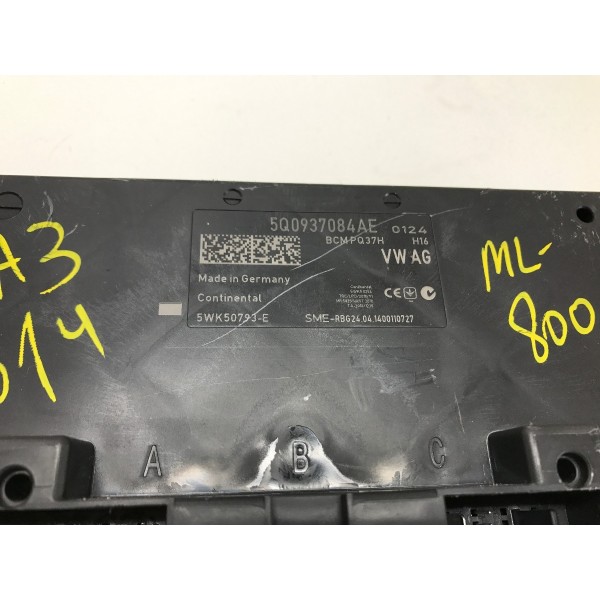 5Q0937084AE 0124
BCM PQ37H H16
VW AG
Made in Germany
Continental
5WK50793-E SME-RBG24.04.1400110727
A3
014
ML-
800
A B C